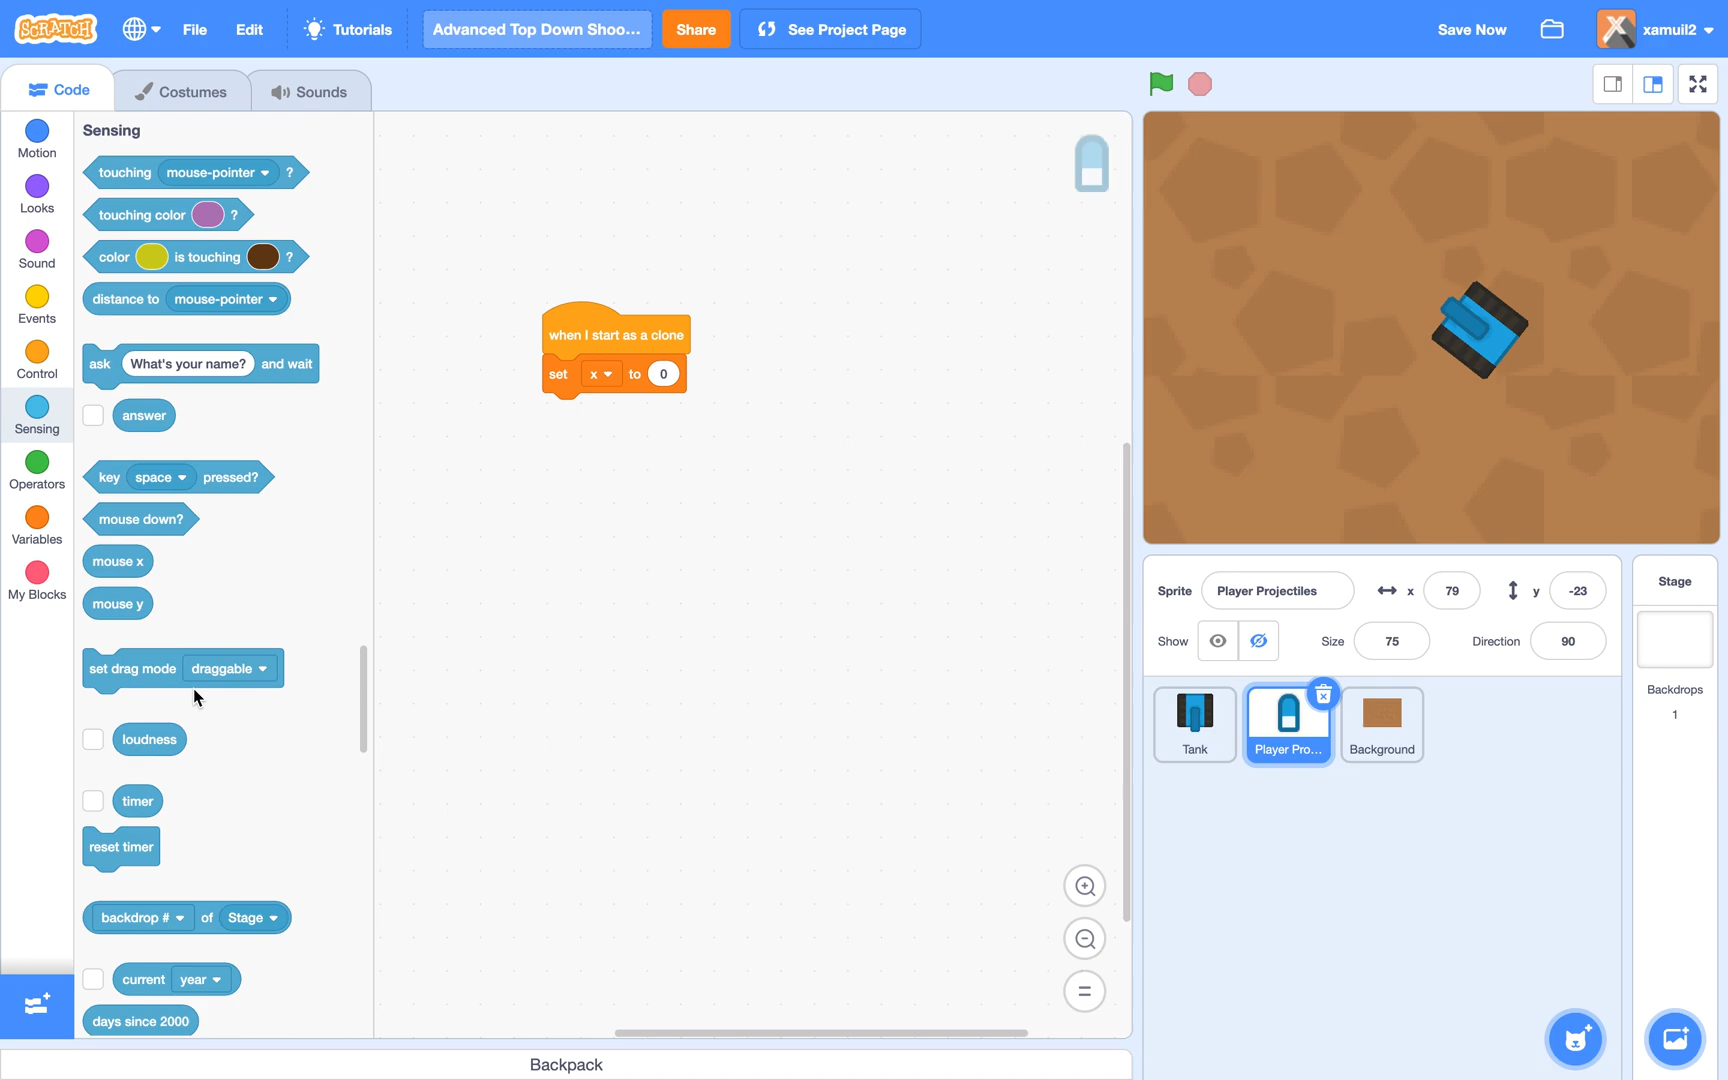 SCRATCH File Edit Tutorials Advanced Top Down Shoo... Share See Project Page Save Now xamuil2
Code Costumes Sounds
Motion
Looks
Sound
Events
Control
Sensing
Operators
Variables
My Blocks
Sensing
touching mouse-pointer ?
touching color ?
color is touching ?
distance to mouse-pointer
ask What's your name? and wait
answer
key space pressed?
mouse down?
mouse x
mouse y
set drag mode draggable
loudness
timer
reset timer
backdrop # of Stage
current year
days since 2000
when I start as a clone
set x to 0
Sprite Player Projectiles x 79 y -23
Show Size 75 Direction 90
Tank Player Pro... Background
Stage
Backdrops
1
Backpack